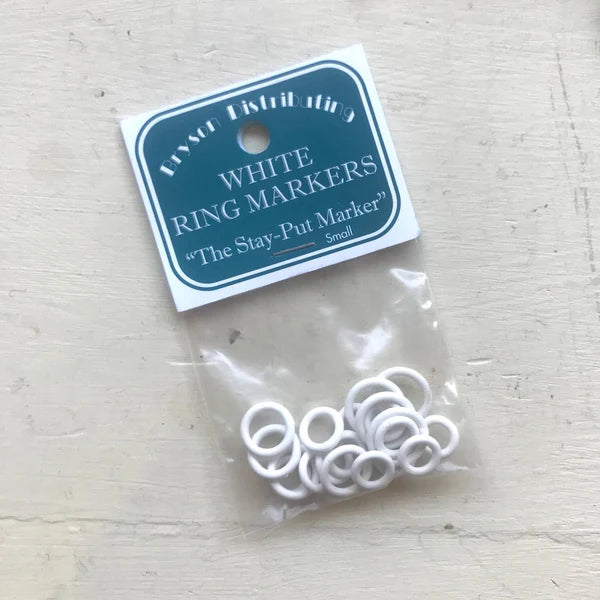 Bryson Distributing
WHITE
RING MARKERS
“The Stay-Put Marker”
Small